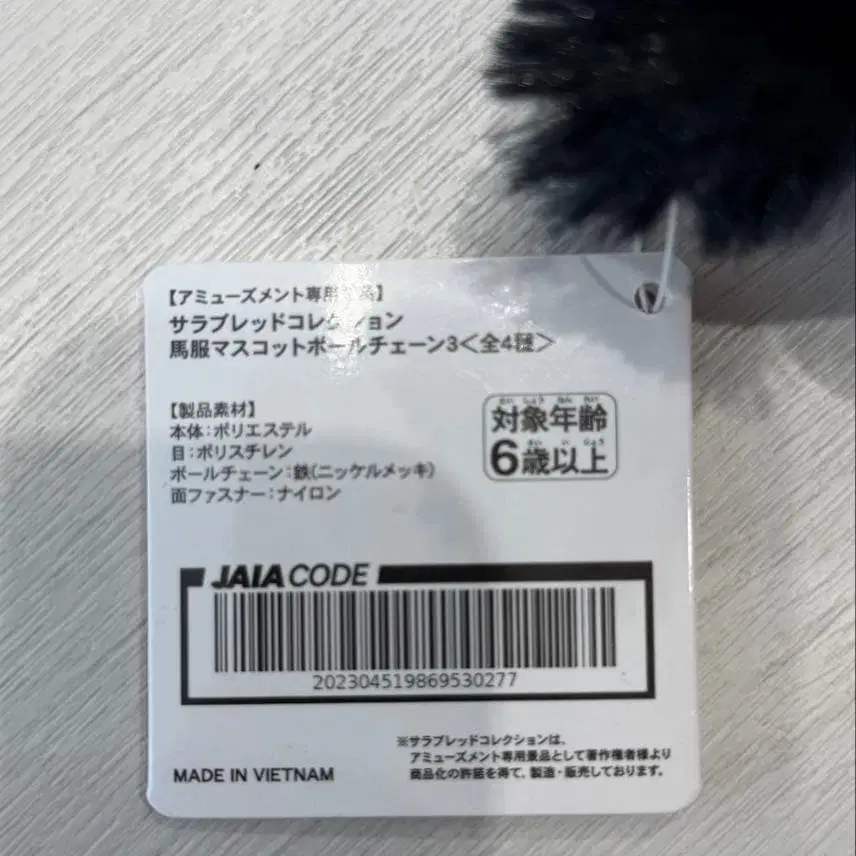 【アミューズメント専用景品】
サラブレッドコレクション
馬服マスコットボールチェーン3<全4種>
【製品素材】
本体:ポリエステル
目:ポリスチレン
ボールチェーン:鉄(ニッケルメッキ)
面ファスナー:ナイロン
対象年齢
6歳以上
JAIA CODE
202304519869530277
※サラブレッドコレクションは、
アミューズメント専用景品として著作権者様より
商品化の許諾を得て、製造・販売しております。
MADE IN VIETNAM